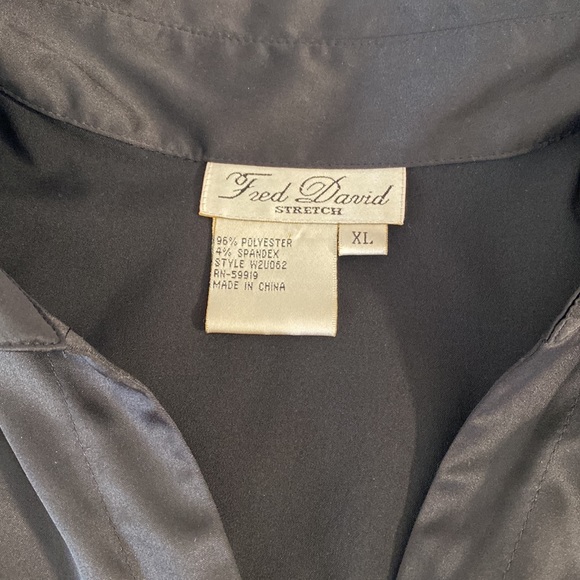 Fred David
STRETCH
XL
96% POLYESTER
4% SPANDEX
STYLE W2U062
RN-59919
MADE IN CHINA